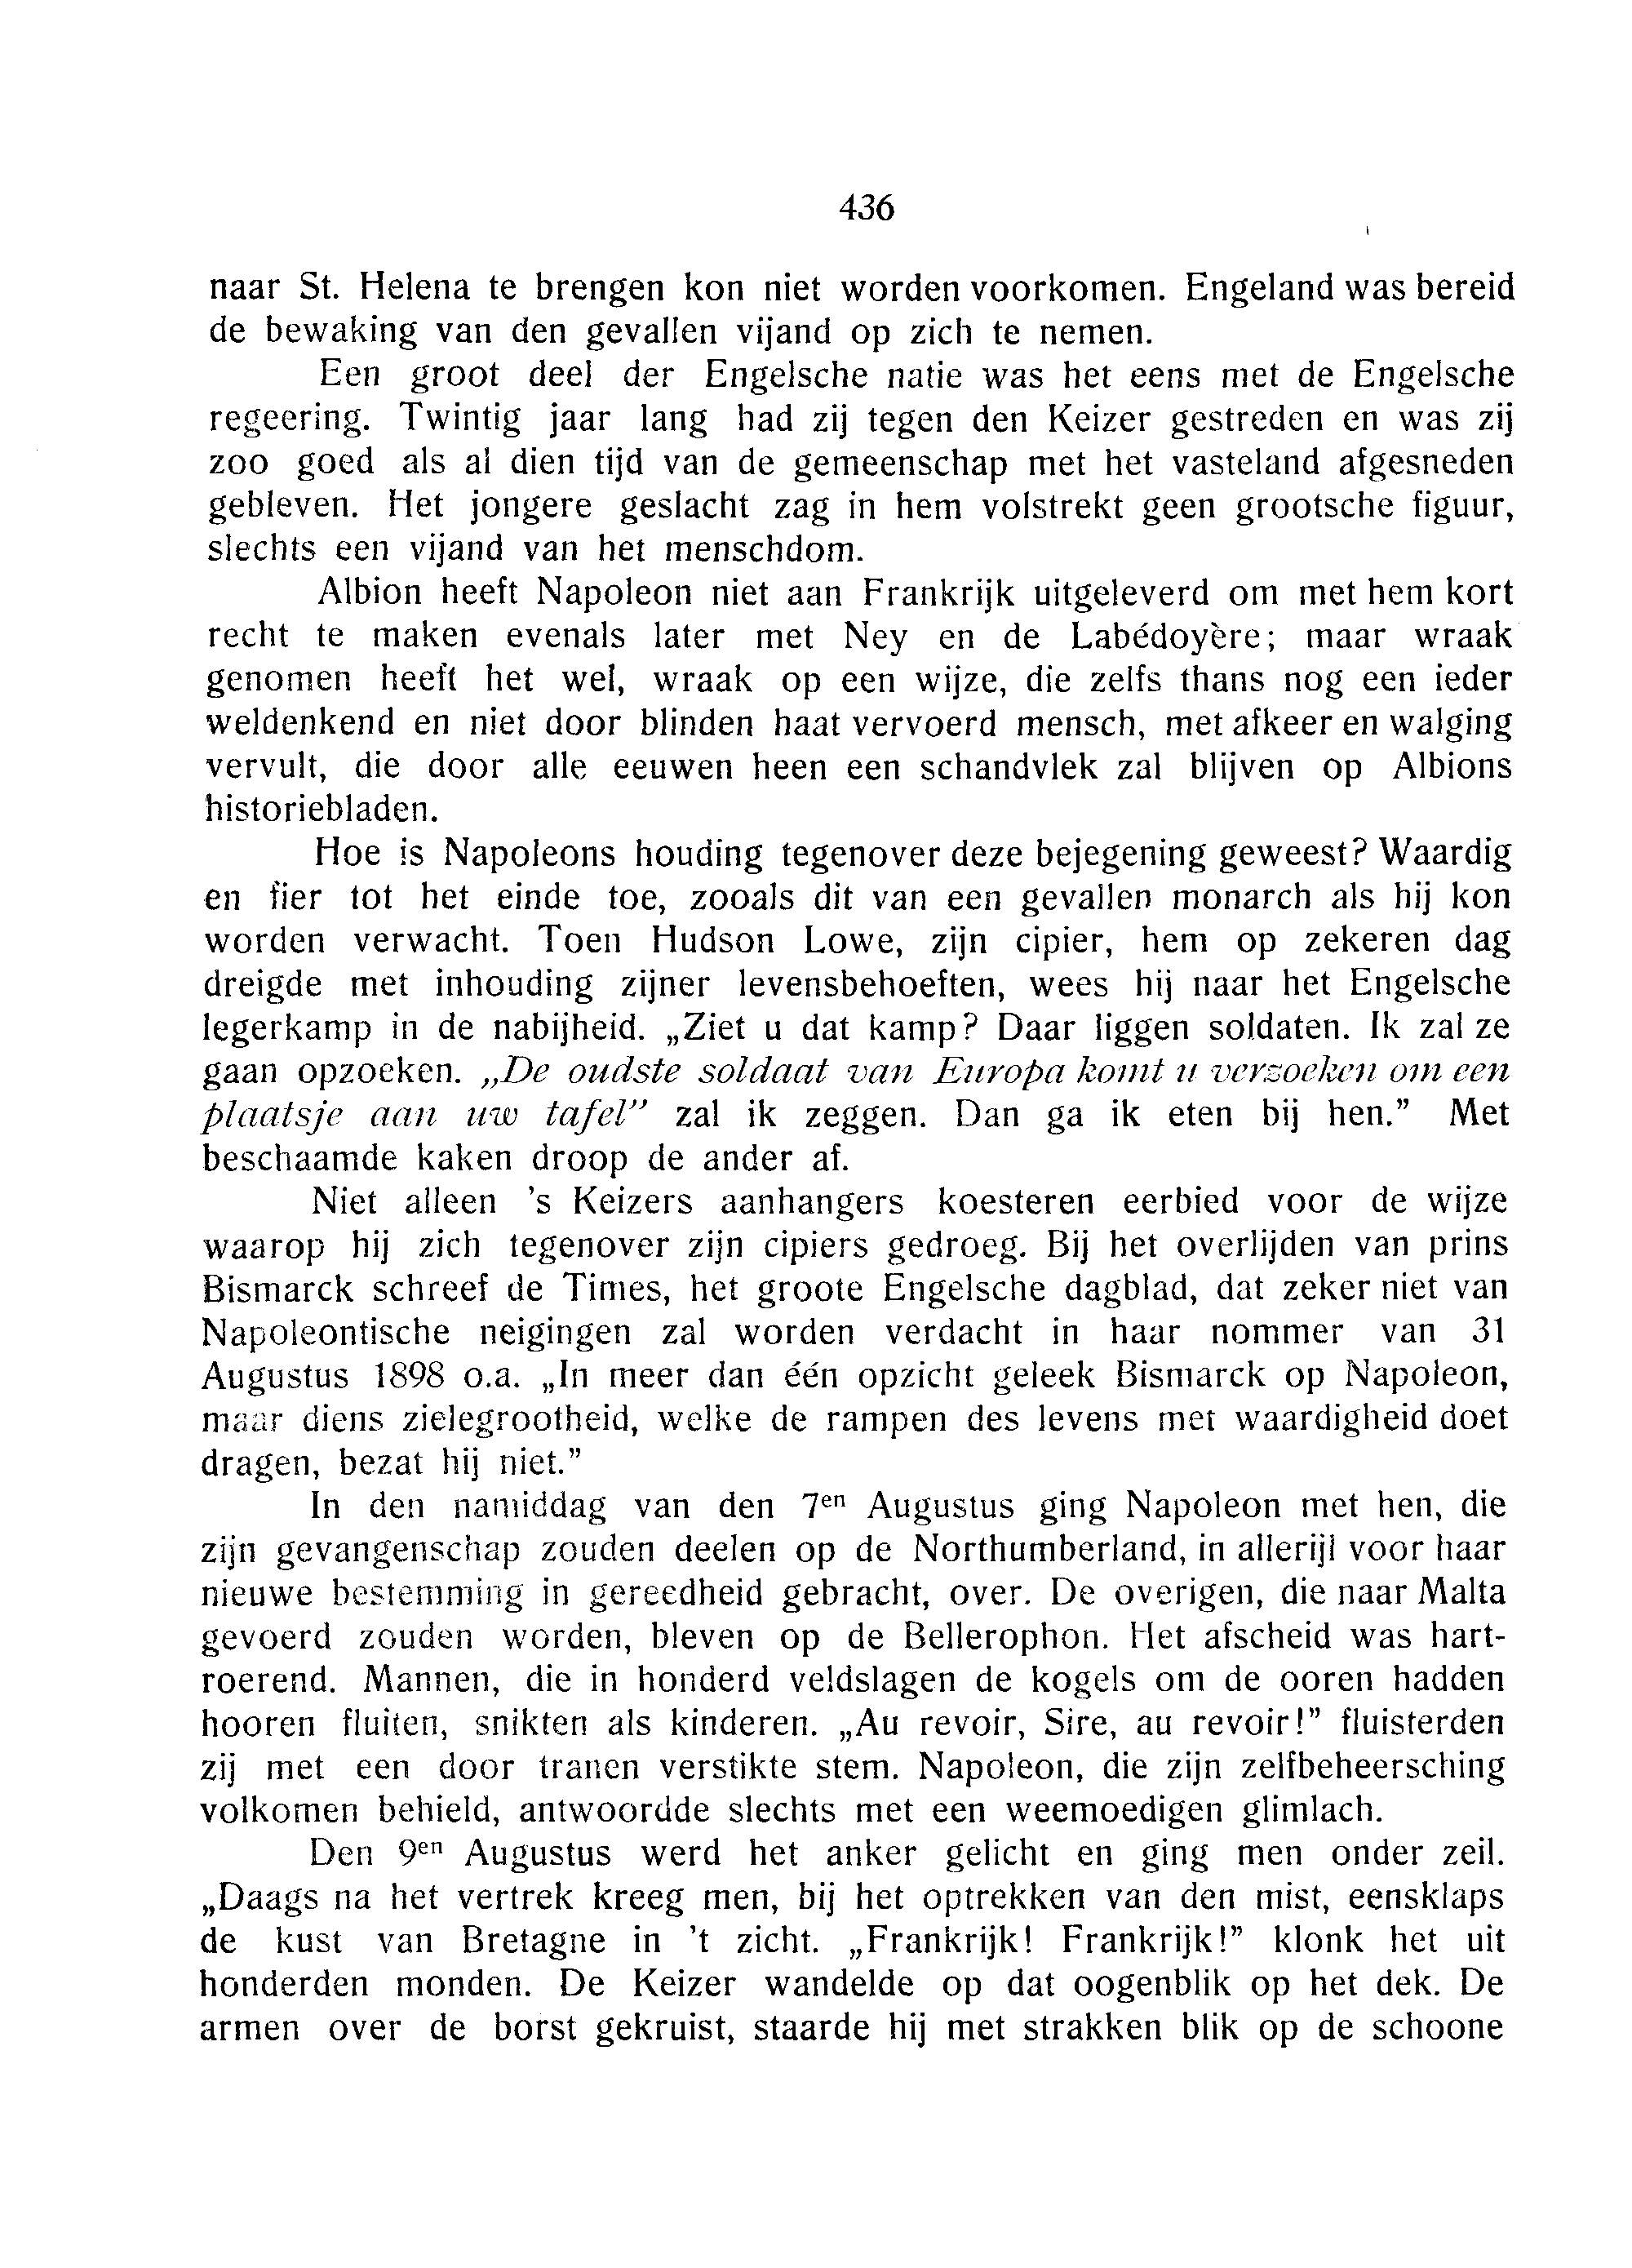 436
naar St. Helena te brengen kon niet worden voorkomen. Engeland was bereid
de bewaking van den gevallen vijand op zich te nemen.
Een groot deel der Engelsche natie was het eens met de Engelsche
regeering. Twintig jaar lang had zij tegen den Keizer gestreden en was zij
zoo goed als al dien tijd van de gemeenschap met het vasteland afgesneden
gebleven. Het jongere geslacht zag in hem volstrekt geen grootsche figuur,
slechts een vijand van het menschdom.
Albion heeft Napoleon niet aan Frankrijk uitgeleverd om met hem kort
recht te maken evenals later met Ney en de Labédoyère; maar wraak
genomen heeft het wel, wraak op een wijze, die zelfs thans nog een ieder
weldenkend en niet door blinden haat vervoerd mensch, met afkeer en walging
vervult, die door alle eeuwen heen een schandvlek zal blijven op Albions
historiebladen.
Hoe is Napoleons houding tegenover deze bejegening geweest? Waardig
en fier tot het einde toe, zooals dit van een gevallen monarch als hij kon
worden verwacht. Toen Hudson Lowe, zijn cipier, hem op zekeren dag
dreigde met inhouding zijner levensbehoeften, wees hij naar het Engelsche
legerkamp in de nabijheid. „Ziet u dat kamp? Daar liggen soldaten. Ik zal ze
gaan opzoeken. „De oudste soldaat van Europa komt u verzoeken om een
plaatsje aan uw tafel” zal ik zeggen. Dan ga ik eten bij hen.” Met
beschaamde kaken droop de ander af.
Niet alleen 's Keizers aanhangers koesteren eerbied voor de wijze
waarop hij zich tegenover zijn cipiers gedroeg. Bij het overlijden van prins
Bismarck schreef de Times, het groote Engelsche dagblad, dat zeker niet van
Napoleontische neigingen zal worden verdacht in haar nommer van 31
Augustus 1898 o.a. „In meer dan één opzicht geleek Bismarck op Napoleon,
maar diens zielegrootheid, welke de rampen des levens met waardigheid doet
dragen, bezat hij niet.”
In den namiddag van den 7en Augustus ging Napoleon met hen, die
zijn gevangenschap zouden deelen op de Northumberland, in allerijl voor haar
nieuwe bestemming in gereedheid gebracht, over. De overigen, die naar Malta
gevoerd zouden worden, bleven op de Bellerophon. Het afscheid was hart-
roerend. Mannen, die in honderd veldslagen de kogels om de ooren hadden
hooren fluiten, snikten als kinderen. „Au revoir, Sire, au revoir!” fluisterden
zij met een door tranen verstikte stem. Napoleon, die zijn zelfbeheersching
volkomen behield, antwoordde slechts met een weemoedigen glimlach.
Den 9en Augustus werd het anker gelicht en ging men onder zeil.
„Daags na het vertrek kreeg men, bij het optrekken van den mist, eensklaps
de kust van Bretagne in 't zicht. „Frankrijk! Frankrijk!” klonk het uit
honderden monden. De Keizer wandelde op dat oogenblik op het dek. De
armen over de borst gekruist, staarde hij met strakken blik op de schoone